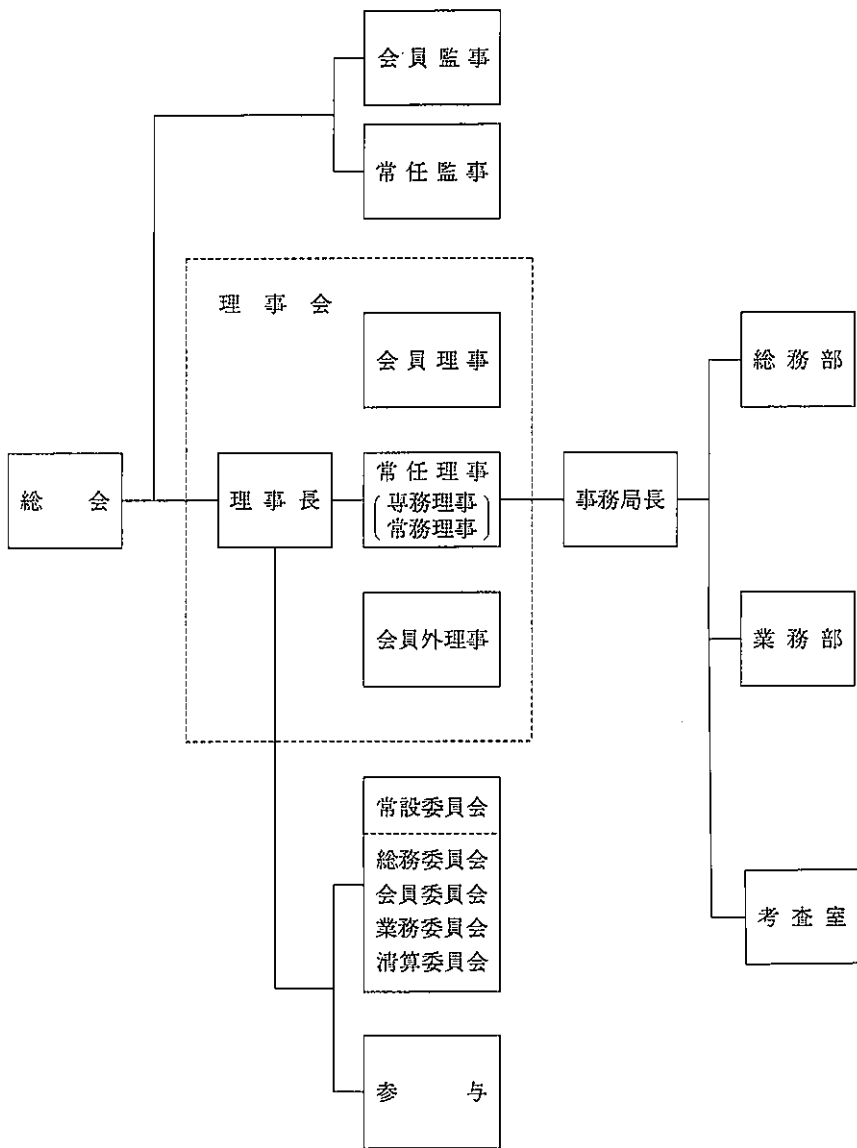 会員監事
常任監事
理事会
会員理事
総務部
総会
理事長
常任理事
(専務理事
常務理事)
事務局長
会員外理事
業務部
常設委員会
総務委員会
会員委員会
業務委員会
清算委員会
考査室
参与